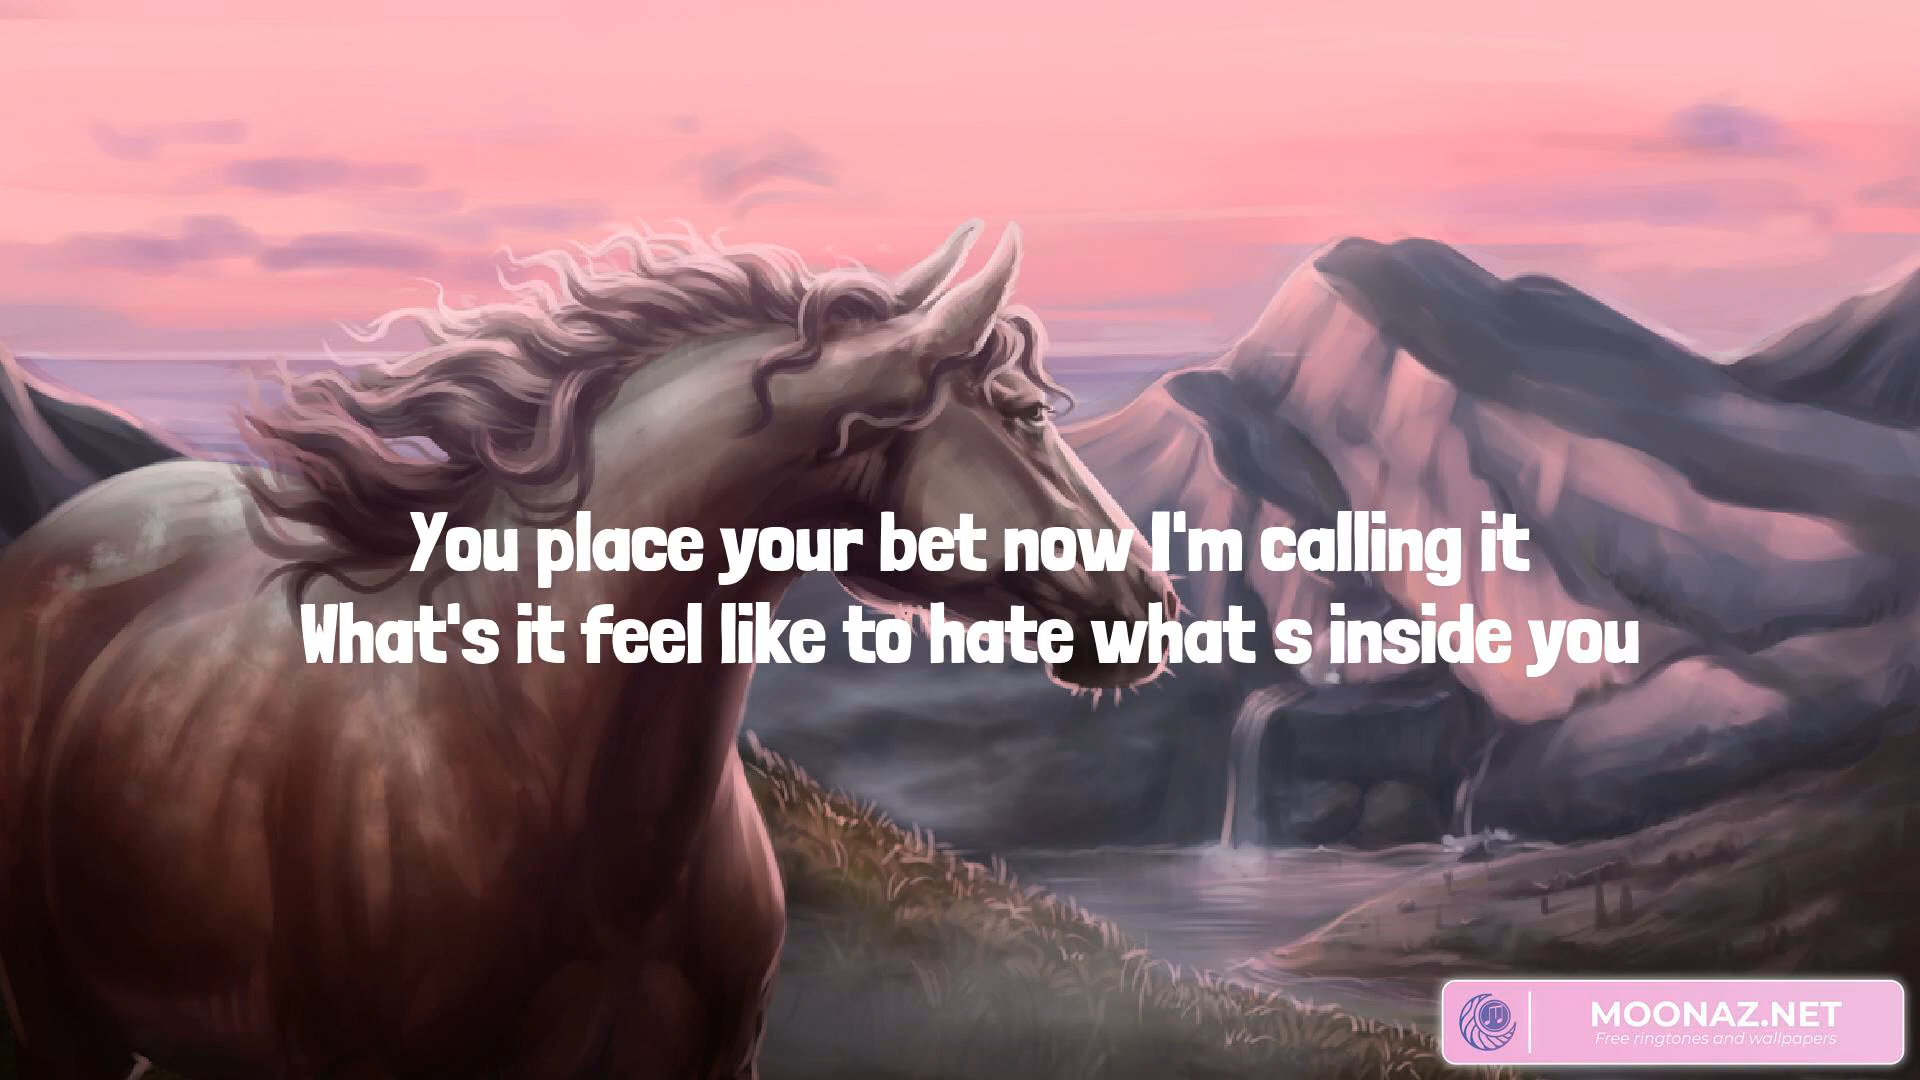 You place your bet now I'm calling it
What's it feel like to hate what s inside you
MOONAZ.NET
Free ringtones and wallpapers